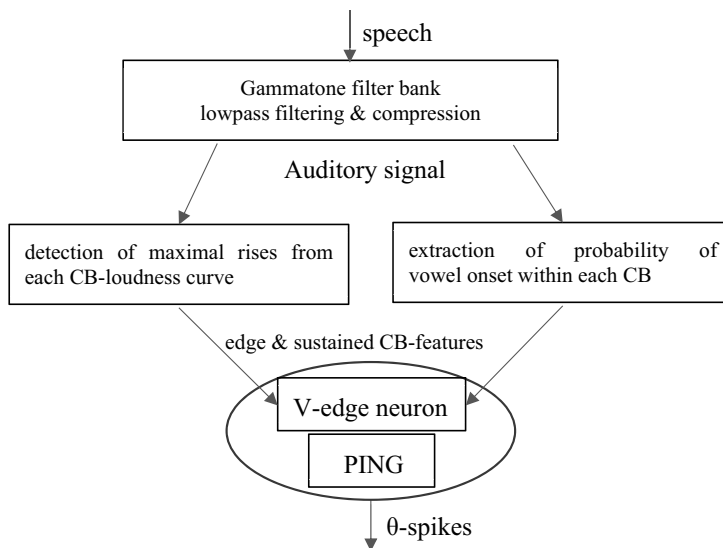 speech
Gammatone filter bank
lowpass filtering & compression
Auditory signal
detection of maximal rises from
each CB-loudness curve
extraction of probability of
vowel onset within each CB
edge & sustained CB-features
V-edge neuron
PING
θ-spikes